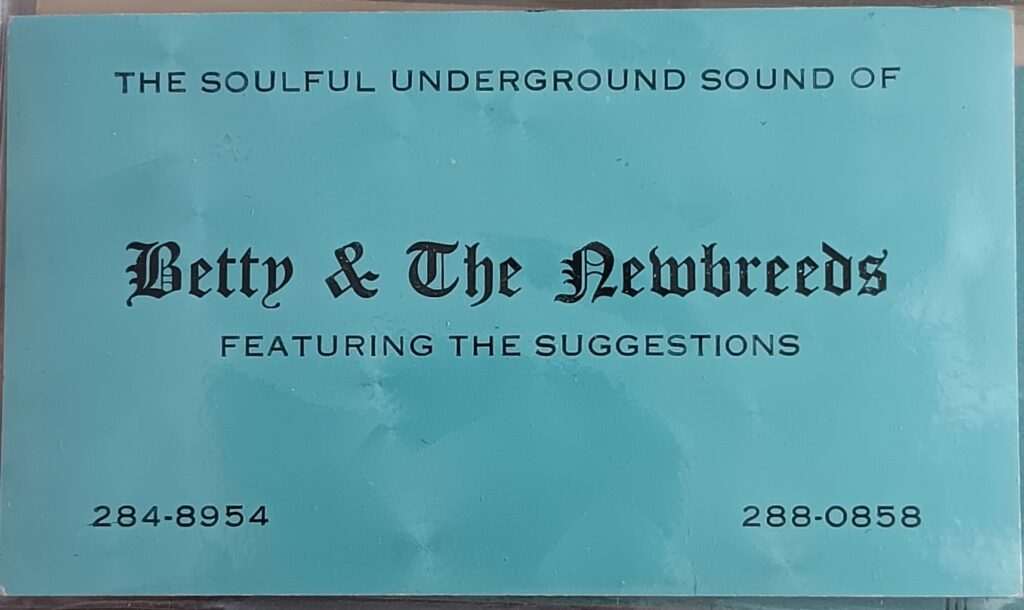 THE SOULFUL UNDERGROUND SOUND OF
Betty & The Newbreeds
FEATURING THE SUGGESTIONS
284-8954 288-0858